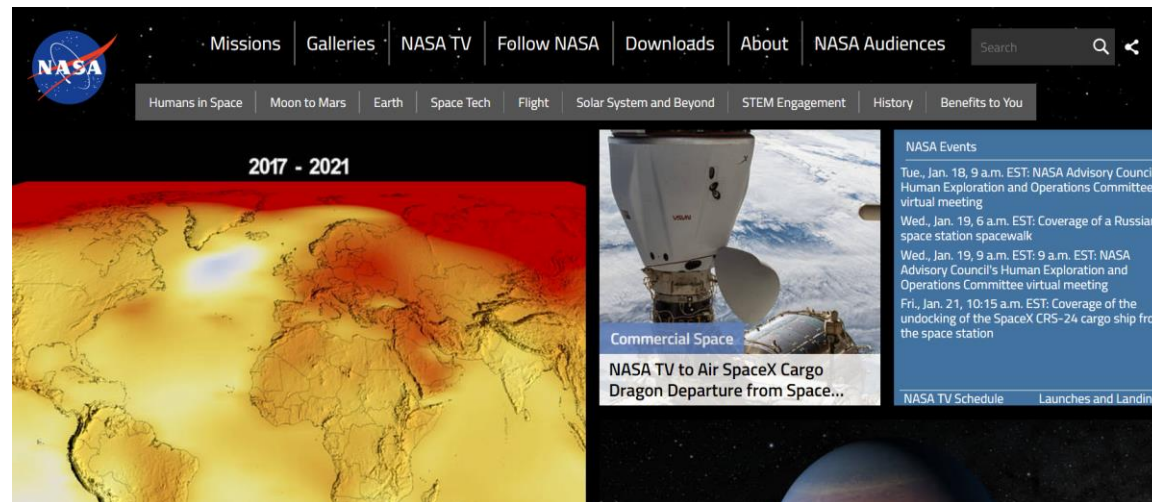 NASA
Missions
Galleries
NASA TV
Follow NASA
Downloads
About
NASA Audiences
Search
Humans in Space
Moon to Mars
Earth
Space Tech
Flight
Solar System and Beyond
STEM Engagement
History
Benefits to You
2017 - 2021
Commercial Space
NASA TV to Air SpaceX Cargo
Dragon Departure from Space...
NASA Events
Tue., Jan. 18, 9 a.m. EST: NASA Advisory Counci
Human Exploration and Operations Committee
virtual meeting
Wed., Jan. 19, 6 a.m. EST: Coverage of a Russian
space station spacewalk
Wed., Jan. 19, 9 a.m. EST: 9 a.m. EST: NASA
Advisory Council's Human Exploration and
Operations Committee virtual meeting
Fri., Jan. 21, 10:15 a.m. EST: Coverage of the
undocking of the SpaceX CRS-24 cargo ship fro
the space station
NASA TV Schedule
Launches and Landin